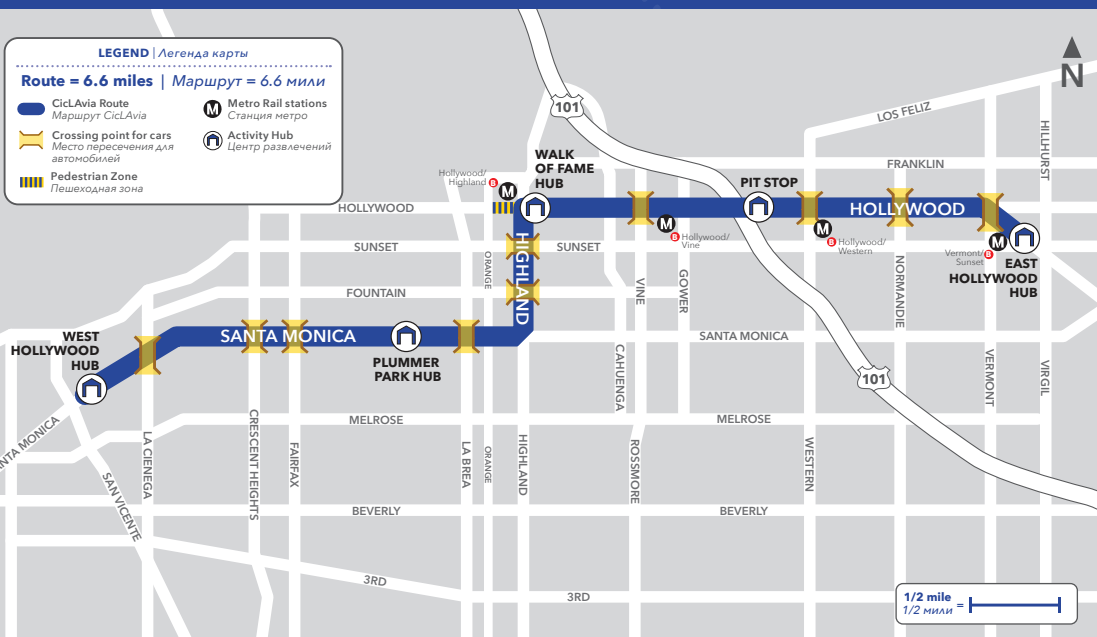 LEGEND | Легенда карты
Route = 6.6 miles | Маршрут = 6.6 мили
CicLAvia Route
Маршрут CicLAvia
Crossing point for cars
Место пересечения для
автомобилей
Pedestrian Zone
Пешеходная зона
M
Metro Rail stations
Станция метро
Activity Hub
Центр развлечений
N
101
LOS FELIZ
HILLHURST
FRANKLIN
WALK
OF FAME
HUB
PIT STOP
Hollywood/
Highland B
M
HOLLYWOOD
HOLLYWOOD
M
B Hollywood/
Vine
M
B Hollywood/
Western
Vermont/
Sunset B
M
EAST
HOLLYWOOD
HUB
SUNSET
SUNSET
ORANGE
HIGHLAND
FOUNTAIN
VINE
GOWER
NORMANDIE
WEST
HOLLYWOOD
HUB
SANTA MONICA
PLUMMER
PARK HUB
SANTA MONICA
CAHUENGA
101
VERMONT
VIRGIL
NTA MONICA
MELROSE
MELROSE
LA CIENEGA
SAN VICENTE
CRESCENT HEIGHTS
FAIRFAX
LA BREA
ORANGE
HIGHLAND
ROSSMORE
WESTERN
BEVERLY
BEVERLY
3RD
3RD
1/2 mile
1/2 мили =